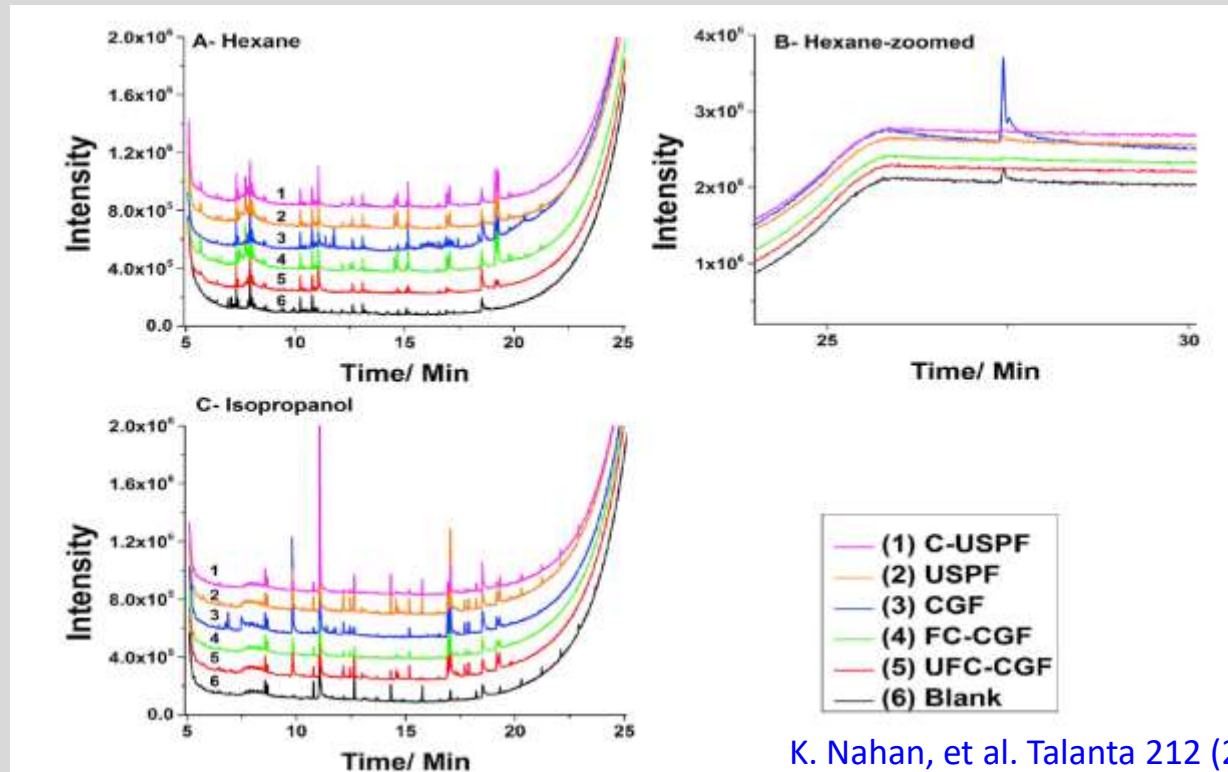 A- Hexane
2.0x10⁶
1.6x10⁶
1.2x10⁶
8.0x10⁵
4.0x10⁵
0.0
Intensity
1
2
3
4
5
6
5 10 15 20 25
Time/ Min
B- Hexane-zoomed
4x10⁶
3x10⁶
2x10⁶
1x10⁶
Intensity
25 30
Time/ Min
C- Isopropanol
2.0x10⁶
1.6x10⁶
1.2x10⁶
8.0x10⁵
4.0x10⁵
0.0
Intensity
1
2
3
4
5
6
5 10 15 20 25
Time/ Min
(1) C-USPF
(2) USPF
(3) CGF
(4) FC-CGF
(5) UFC-CGF
(6) Blank
K. Nahan, et al. Talanta 212 (2